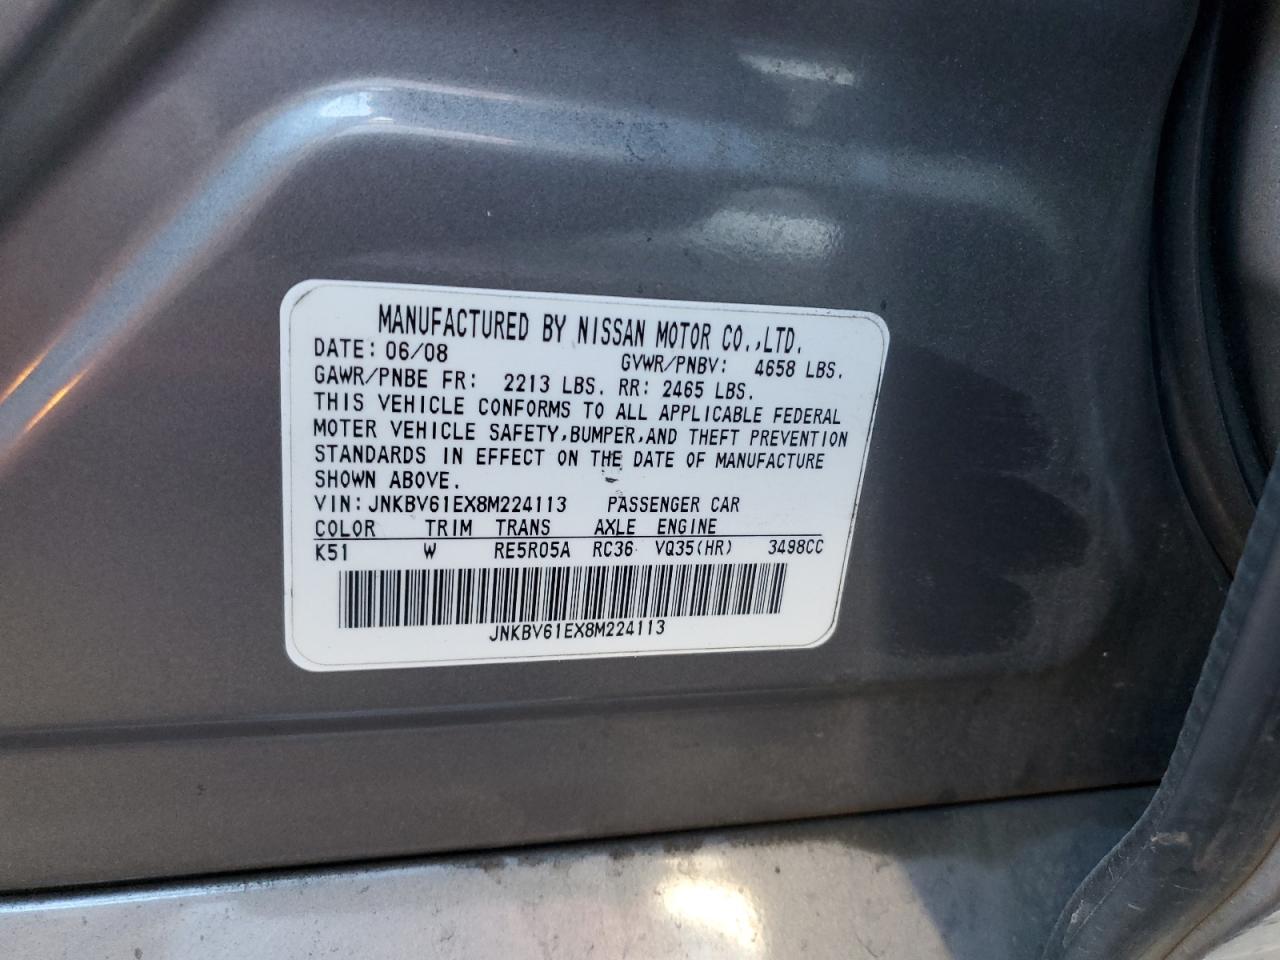 MANUFACTURED BY NISSAN MOTOR CO.,LTD.
DATE: 06/08 GVWR/PNBV: 4658 LBS.
GAWR/PNBE FR: 2213 LBS. RR: 2465 LBS.
THIS VEHICLE CONFORMS TO ALL APPLICABLE FEDERAL
MOTER VEHICLE SAFETY,BUMPER,AND THEFT PREVENTION
STANDARDS IN EFFECT ON THE DATE OF MANUFACTURE
SHOWN ABOVE.
VIN: JNKBV61EX8M224113 PASSENGER CAR
COLOR TRIM TRANS AXLE ENGINE
K51 W RE5R05A RC36 VQ35(HR) 3498CC
JNKBV61EX8M224113